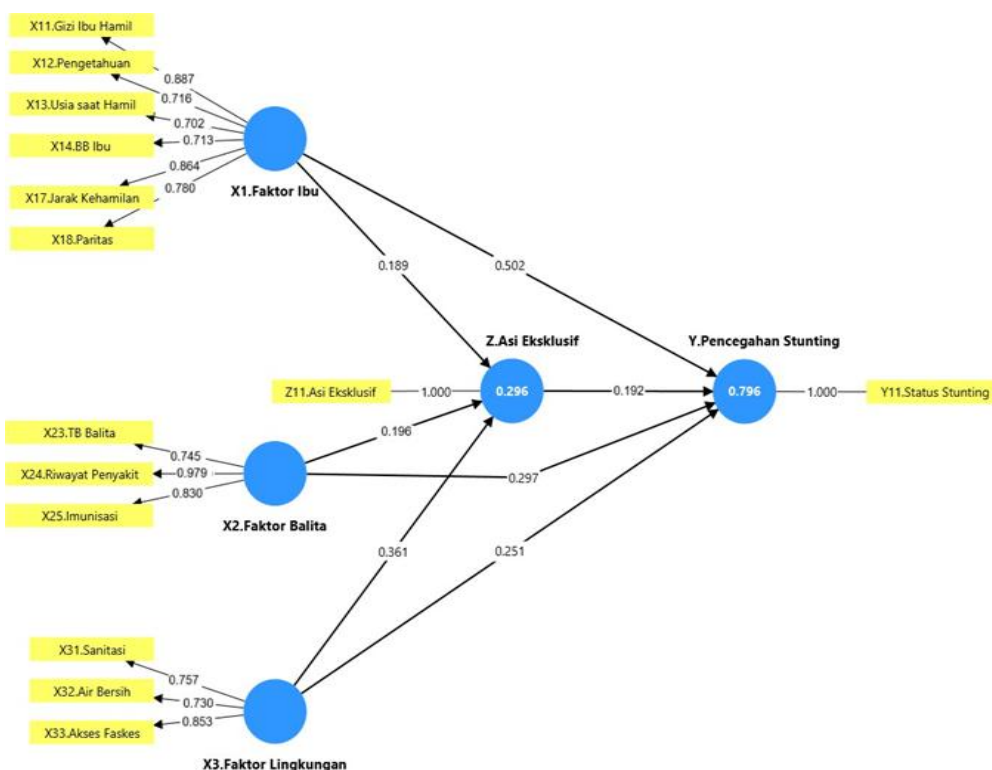 X11.Gizi Ibu Hamil
X12.Pengetahuan
X13.Usia saat Hamil
X14.BB Ibu
X17.Jarak Kehamilan
X18.Paritas
0.887
0.716
0.702
0.713
0.864
0.780
X1.Faktor Ibu
0.189
0.502
Z.Asi Eksklusif
Y.Pencegahan Stunting
Z11.Asi Eksklusif
1.000
0.296
0.192
0.796
1.000
Y11.Status Stunting
X23.TB Balita
X24.Riwayat Penyakit
X25.Imunisasi
0.745
0.979
0.830
X2.Faktor Balita
0.196
0.297
0.361
0.251
X31.Sanitasi
X32.Air Bersih
X33.Akses Faskes
0.757
0.730
0.853
X3.Faktor Lingkungan